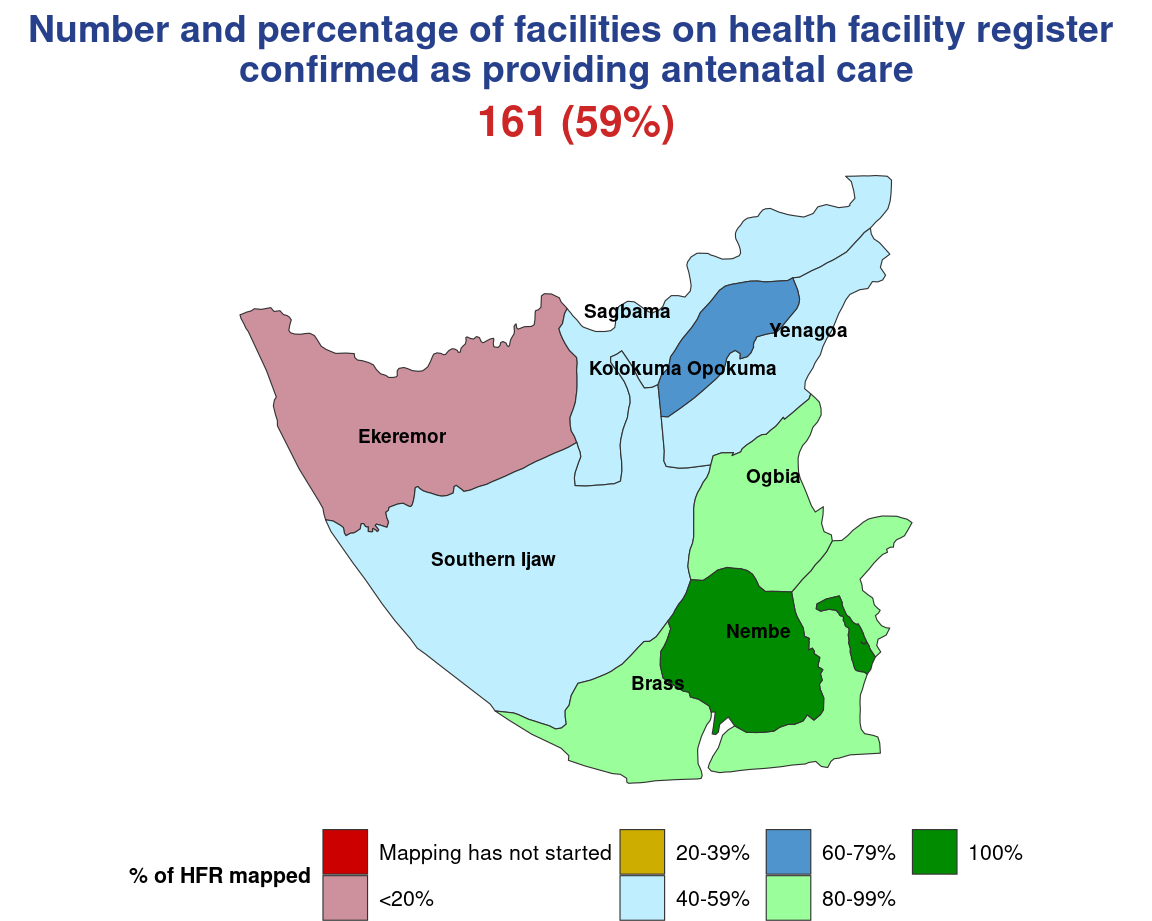 Number and percentage of facilities on health facility register
confirmed as providing antenatal care
161 (59%)
Sagbama
Yenagoa
Kolokuma Opokuma
Ekeremor
Ogbia
Southern Ijaw
Nembe
Brass
% of HFR mapped
Mapping has not started
<20%
20-39%
40-59%
60-79%
80-99%
100%